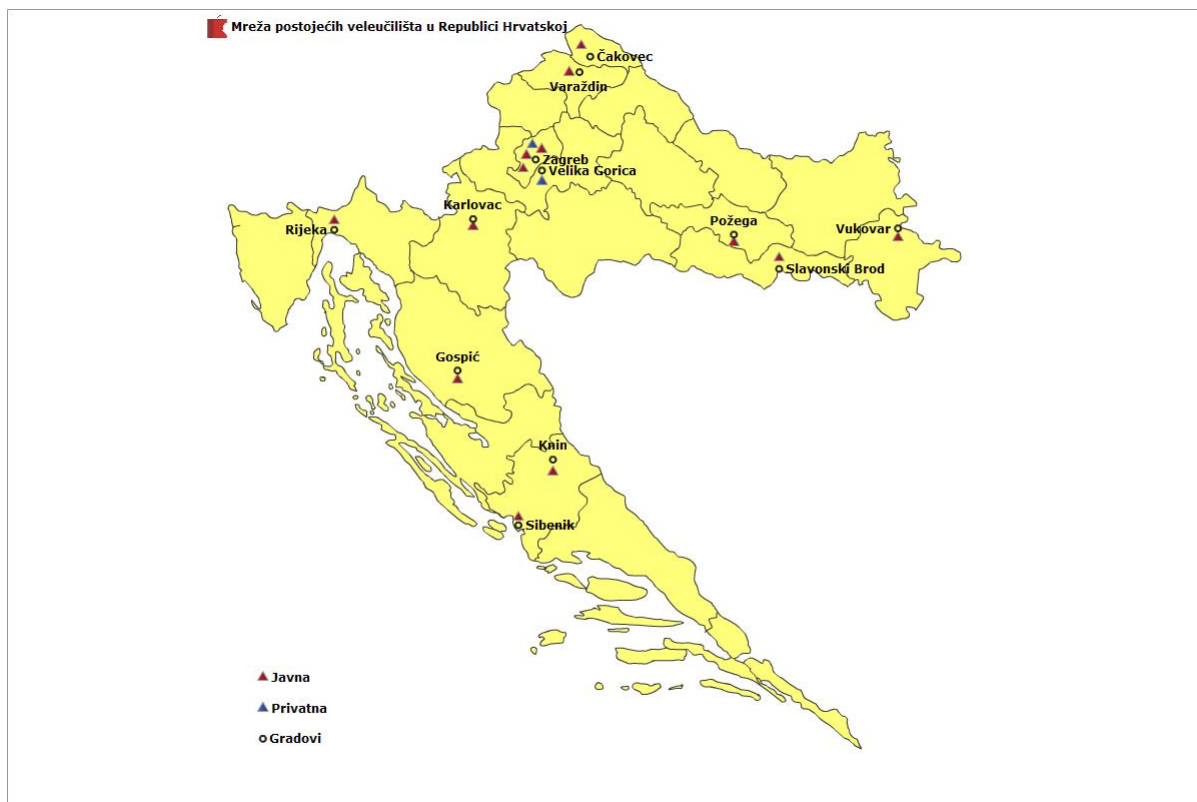 Mreža postojećih veleučilišta u Republici Hrvatskoj
Čakovec
Varaždin
Zagreb
Velika Gorica
Karlovac
Rijeka
Požega
Vukovar
Slavonski Brod
Gospić
Knin
Sibenik
Javna
Privatna
Gradovi